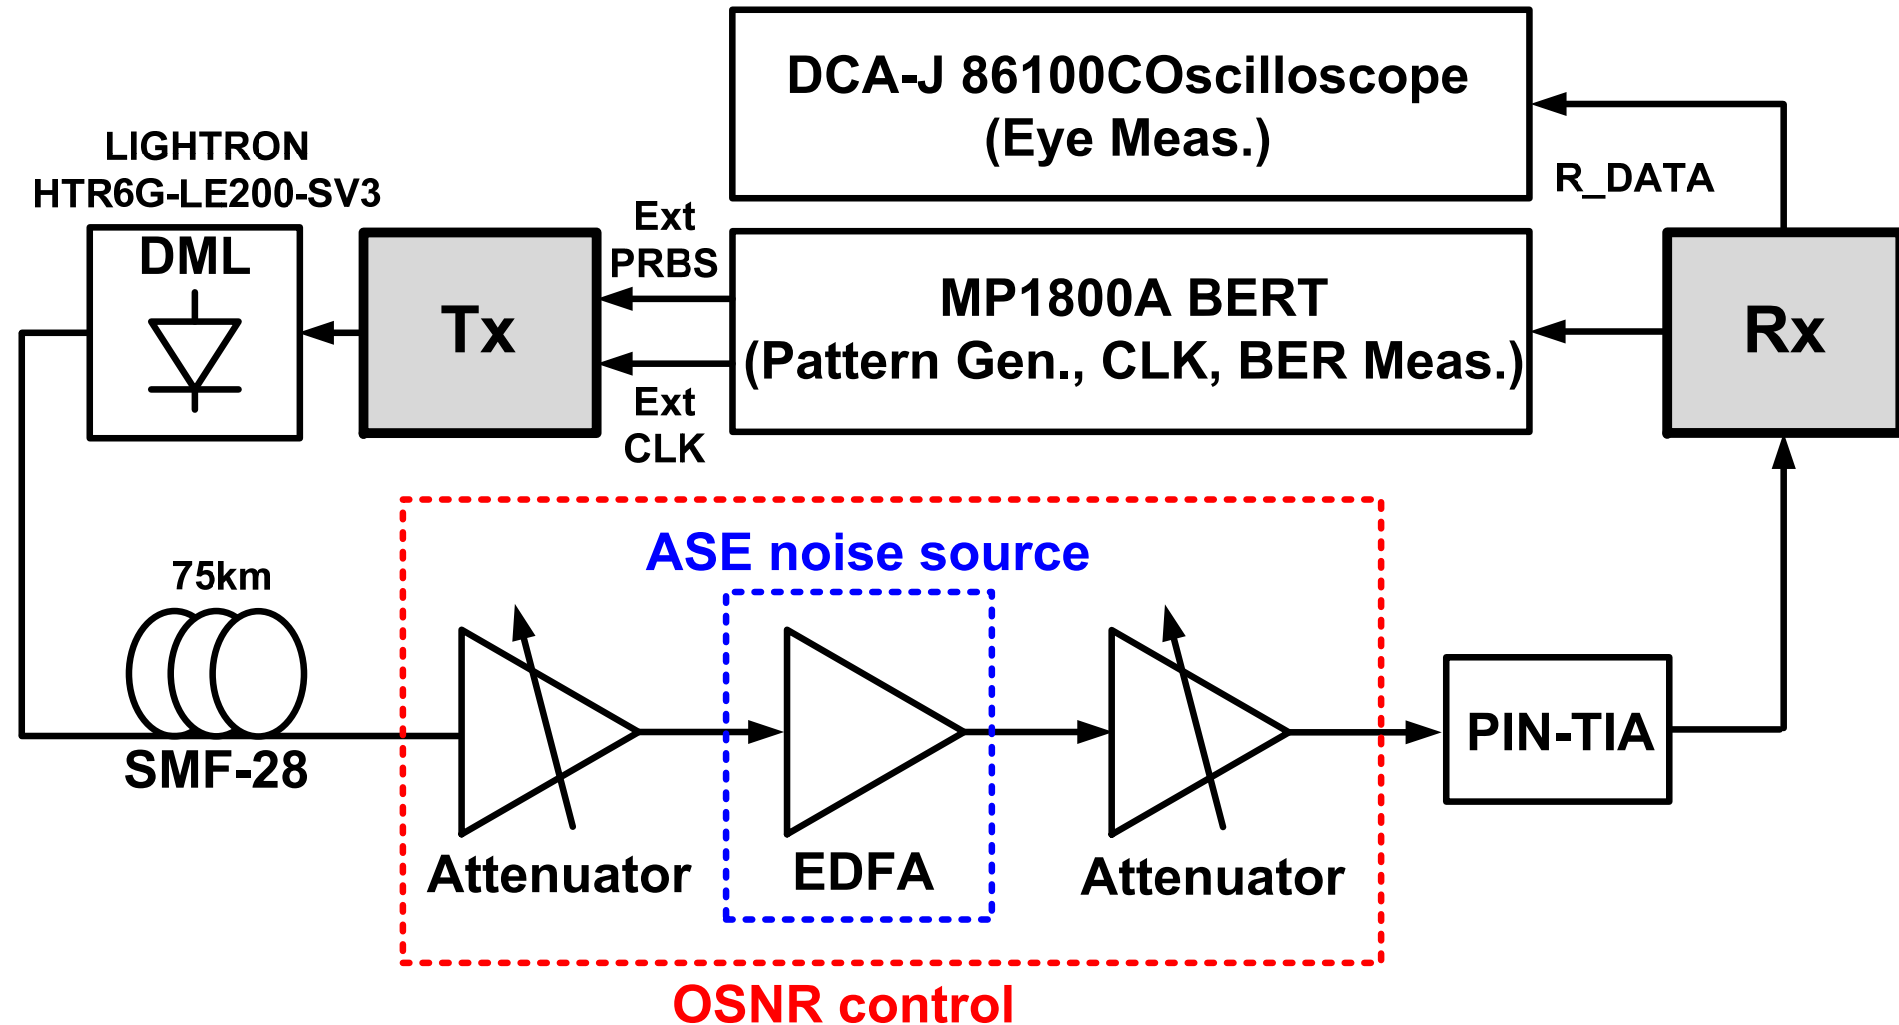 DCA-J 86100COscilloscope
(Eye Meas.)
LIGHTRON
HTR6G-LE200-SV3
DML
Tx
Ext
PRBS
Ext
CLK
MP1800A BERT
(Pattern Gen., CLK, BER Meas.)
R_DATA
Rx
75km
SMF-28
ASE noise source
Attenuator
EDFA
Attenuator
PIN-TIA
OSNR control